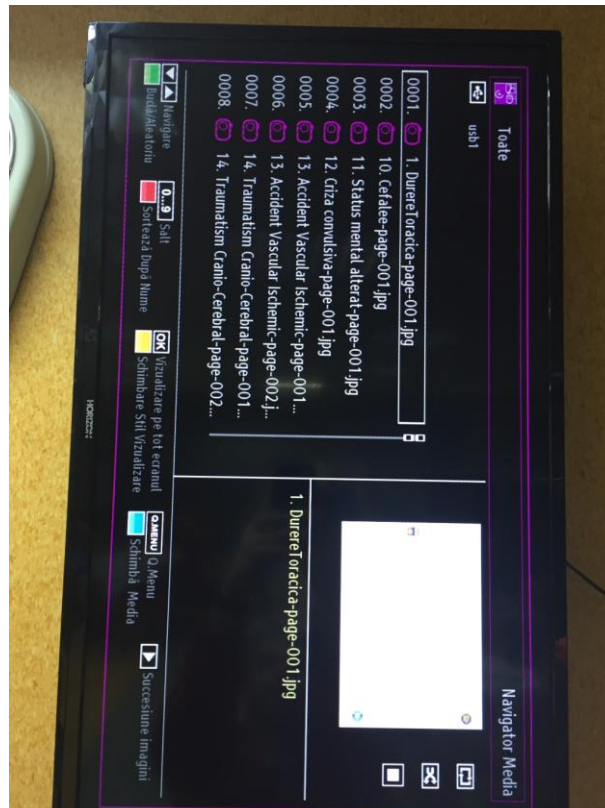 Toate
Navigator Media
usb1
0001. 1. DurereToracica-page-001.jpg
0002. 10. Cefalee-page-001.jpg
0003. 11. Status mental alterat-page-001.jpg
0004. 12. Criza convulsiva-page-001.jpg
0005. 13. Accident Vascular Ischemic-page-001...
0006. 13. Accident Vascular Ischemic-page-002.j...
0007. 14. Traumatism Cranio-Cerebral-page-001...
0008. 14. Traumatism Cranio-Cerebral-page-002...
1. DurereToracica-page-001.jpg
Navigare 0...9 Salt OK Vizualizare pe tot ecranul Q.MENU Q.Menu Succesiune imagini
Buclă/Aleatoriu Sortează După Nume Schimbare Stil Vizualizare Schimbă Media
HORIZON